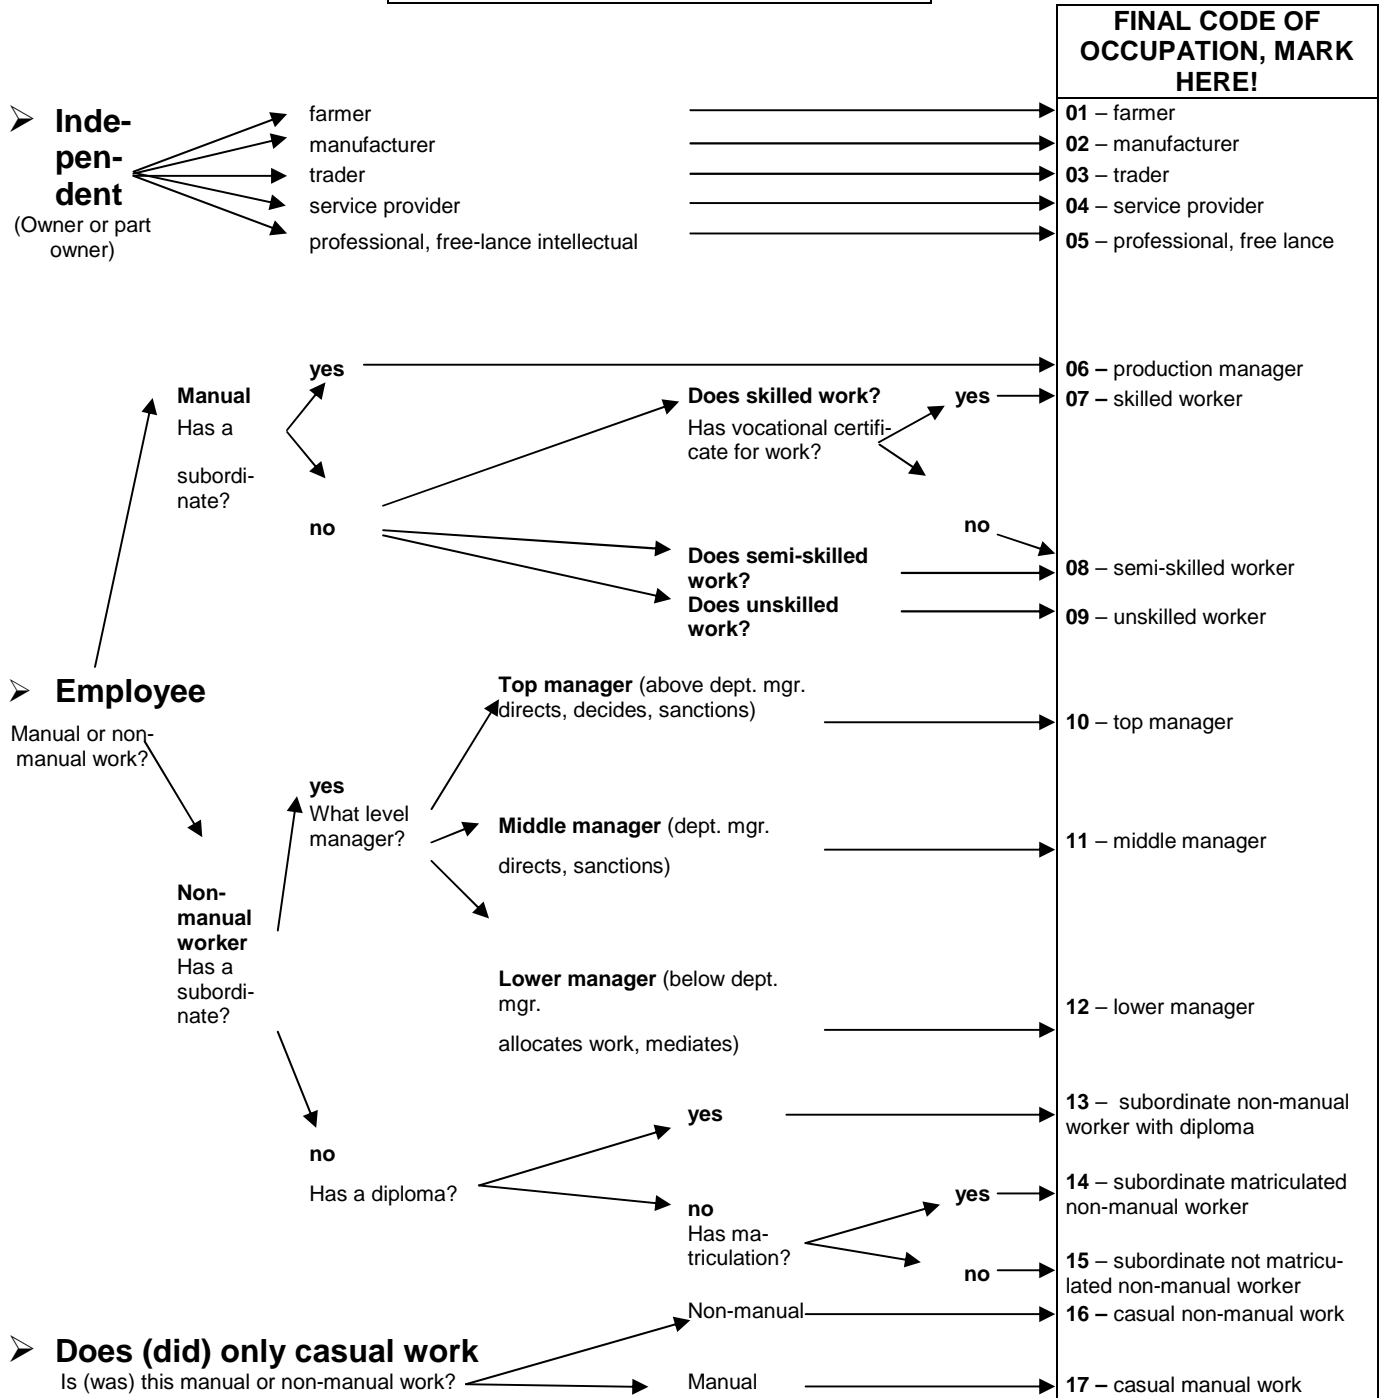 FINAL CODE OF
OCCUPATION, MARK
HERE!
➢ Inde-
pen-
dent
(Owner or part
owner)
farmer
manufacturer
trader
service provider
professional, free-lance intellectual
01 – farmer
02 – manufacturer
03 – trader
04 – service provider
05 – professional, free lance
Manual
Has a
subordi-
nate?
yes
no
Does skilled work?
Has vocational certifi-
cate for work?
yes
no
Does semi-skilled
work?
Does unskilled
work?
06 – production manager
07 – skilled worker
08 – semi-skilled worker
09 – unskilled worker
➢ Employee
Manual or non-
manual work?
Non-
manual
worker
Has a
subordi-
nate?
yes
What level
manager?
Top manager (above dept. mgr.
directs, decides, sanctions)
Middle manager (dept. mgr.
directs, sanctions)
Lower manager (below dept.
mgr.
allocates work, mediates)
10 – top manager
11 – middle manager
12 – lower manager
no
Has a diploma?
yes
no
Has ma-
triculation?
yes
no
13 – subordinate non-manual
worker with diploma
14 – subordinate matriculated
non-manual worker
15 – subordinate not matricu-
lated non-manual worker
➢ Does (did) only casual work
Is (was) this manual or non-manual work?
Non-manual
Manual
16 – casual non-manual work
17 – casual manual work